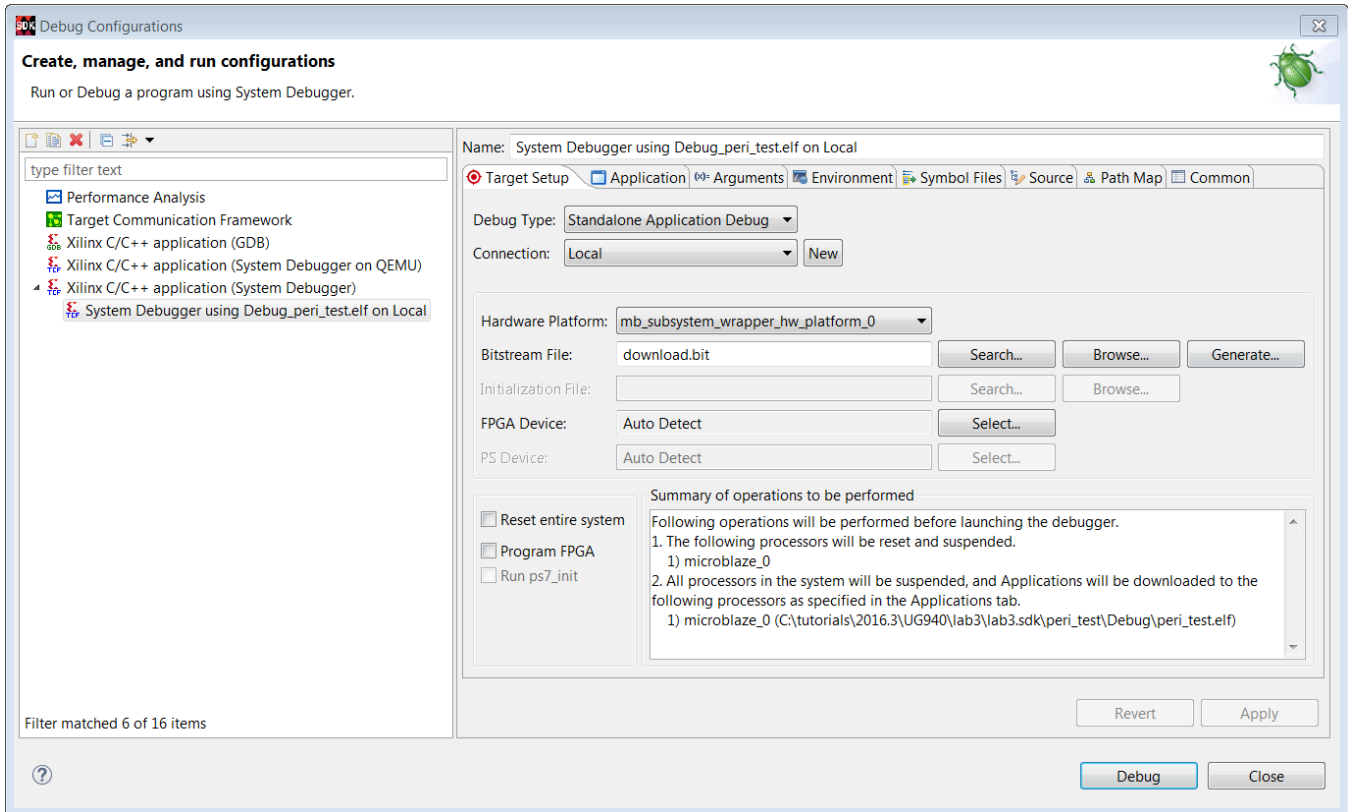 SDK Debug Configurations
Create, manage, and run configurations
Run or Debug a program using System Debugger.
type filter text
Performance Analysis
Target Communication Framework
GDB Xilinx C/C++ application (GDB)
TCF Xilinx C/C++ application (System Debugger on QEMU)
TCF Xilinx C/C++ application (System Debugger)
TCF System Debugger using Debug_peri_test.elf on Local
Filter matched 6 of 16 items
Name: System Debugger using Debug_peri_test.elf on Local
Target Setup Application (x)= Arguments Environment Symbol Files Source Path Map Common
Debug Type: Standalone Application Debug
Connection: Local New
Hardware Platform: mb_subsystem_wrapper_hw_platform_0
Bitstream File: download.bit Search... Browse... Generate...
Initialization File: Search... Browse...
FPGA Device: Auto Detect Select...
PS Device: Auto Detect Select...
Reset entire system
Program FPGA
Run ps7_init
Summary of operations to be performed
Following operations will be performed before launching the debugger.
1. The following processors will be reset and suspended.
1) microblaze_0
2. All processors in the system will be suspended, and Applications will be downloaded to the
following processors as specified in the Applications tab.
1) microblaze_0 (C:\tutorials\2016.3\UG940\lab3\lab3.sdk\peri_test\Debug\peri_test.elf)
Revert Apply
? Debug Close